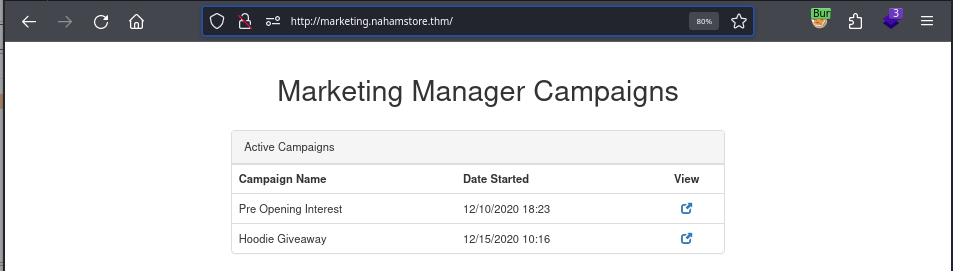 http://marketing.nahamstore.thm/
80%
Bur
3
Marketing Manager Campaigns
Active Campaigns
Campaign Name Date Started View
Pre Opening Interest 12/10/2020 18:23
Hoodie Giveaway 12/15/2020 10:16